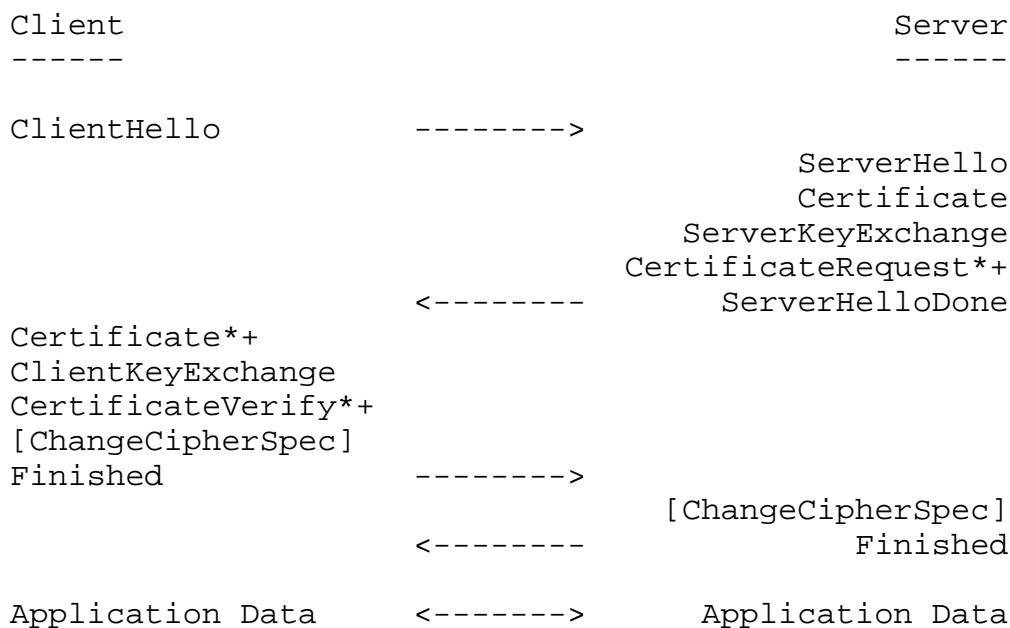 Client                                        Server
------                                        ------
ClientHello          -------->
                                         ServerHello
                                         Certificate
                                   ServerKeyExchange
                                CertificateRequest*+
                     <--------       ServerHelloDone
Certificate*+
ClientKeyExchange
CertificateVerify*+
[ChangeCipherSpec]
Finished             -------->
                                  [ChangeCipherSpec]
                     <--------              Finished
Application Data     <------->      Application Data